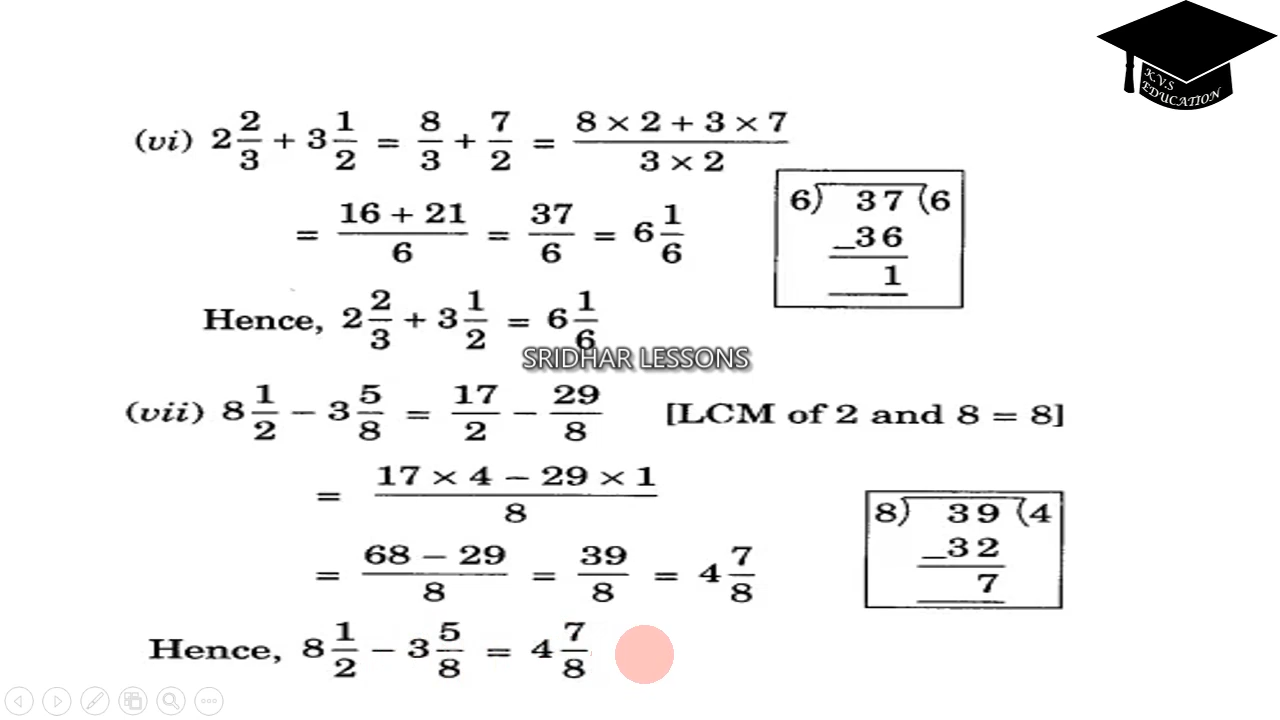 K.V.S
EDUCATION
(vi) 2 2/3 + 3 1/2 = 8/3 + 7/2 = (8 × 2 + 3 × 7)/(3 × 2)
= (16 + 21)/6 = 37/6 = 6 1/6
6) 37 (6
–36
1
Hence, 2 2/3 + 3 1/2 = 6 1/6
SRIDHAR LESSONS
(vii) 8 1/2 – 3 5/8 = 17/2 – 29/8 [LCM of 2 and 8 = 8]
= (17 × 4 – 29 × 1)/8
= (68 – 29)/8 = 39/8 = 4 7/8
8) 39 (4
–32
7
Hence, 8 1/2 – 3 5/8 = 4 7/8